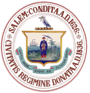 SALEM. CONDITA A.D. 1626.
CIVITATIS REGIMINE DONATA, A.D. 1836.